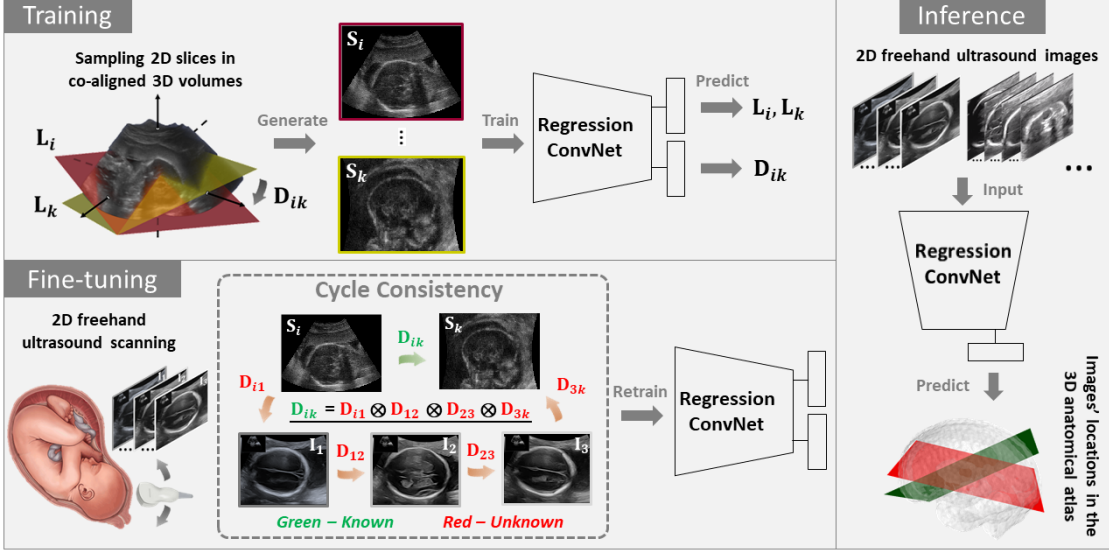 Training
Sampling 2D slices in
co-aligned 3D volumes
L_i
L_k
D_ik
Generate
S_i
...
S_k
Train
Regression
ConvNet
Predict
L_i, L_k
D_ik
Fine-tuning
2D freehand
ultrasound scanning
I_1
I_2
...
...
Cycle Consistency
S_i
D_ik
S_k
D_i1
D_3k
D_ik = D_i1 ⊗ D_12 ⊗ D_23 ⊗ D_3k
I_1
D_12
I_2
D_23
I_3
Green – Known
Red – Unknown
Retrain
Regression
ConvNet
Inference
2D freehand ultrasound images
...
...
...
...
...
...
Input
Regression
ConvNet
Predict
Images' locations in the
3D anatomical atlas